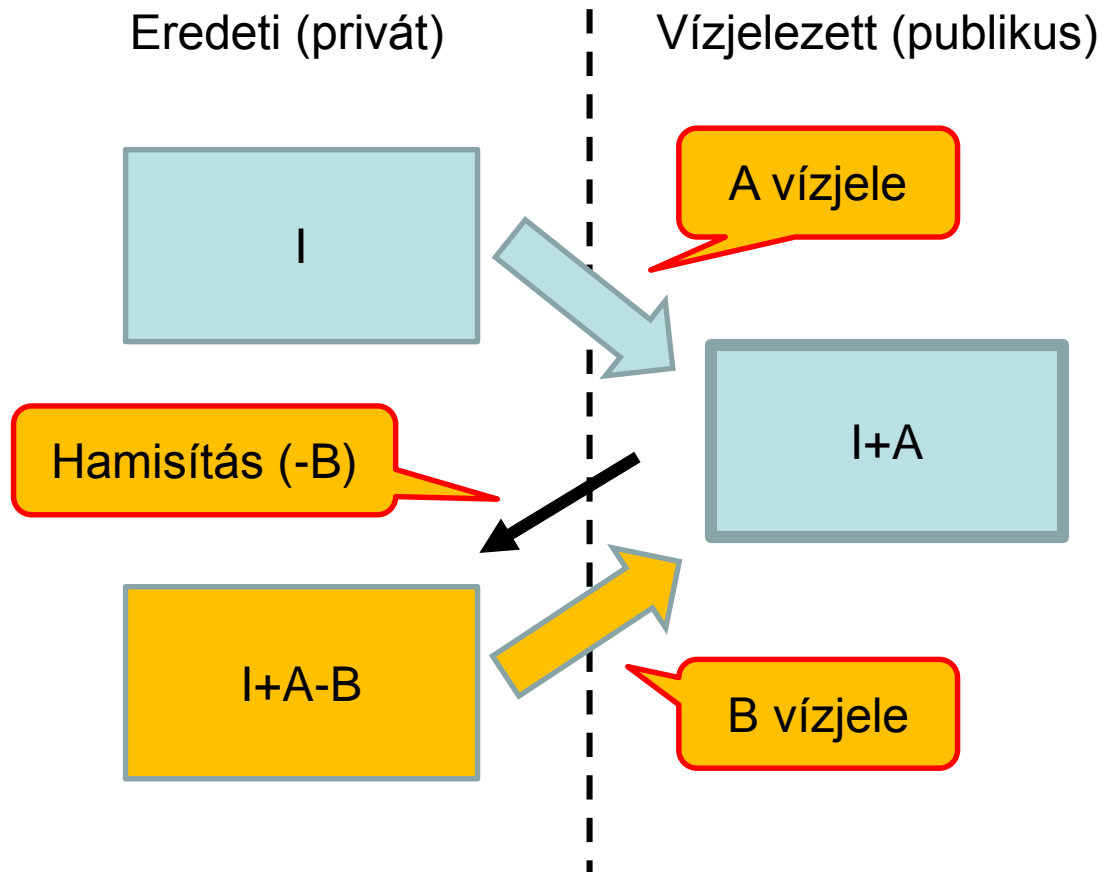 Eredeti (privát)
Vízjelezett (publikus)
A vízjele
I
I+A
Hamisítás (-B)
I+A-B
B vízjele